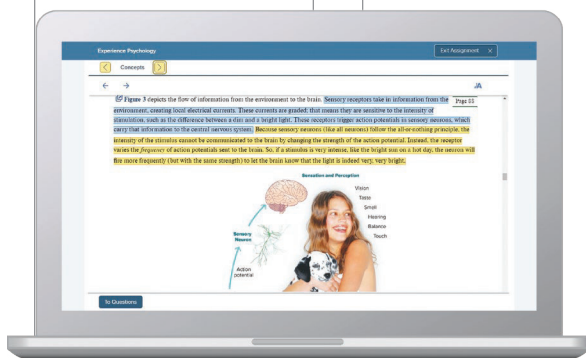 Experience Psychology
Exit Assignment X
Concepts
JA
Figure 3 depicts the flow of information from the environment to the brain. Sensory receptors take in information from the
Page 88
environment, creating local electrical currents. These currents are graded; that means they are sensitive to the intensity of
stimulation, such as the difference between a dim and a bright light. These receptors trigger action potentials in sensory neurons, which
carry that information to the central nervous system. Because sensory neurons (like all neurons) follow the all-or-nothing principle, the
intensity of the stimulus cannot be communicated to the brain by changing the strength of the action potential. Instead, the receptor
varies the frequency of action potentials sent to the brain. So, if a stimulus is very intense, like the bright sun on a hot day, the neuron will
fire more frequently (but with the same strength) to let the brain know that the light is indeed very, very bright.
Sensation and Perception
Vision
Taste
Smell
Hearing
Balance
Touch
Sensory
Neuron
Action
potential
To Questions